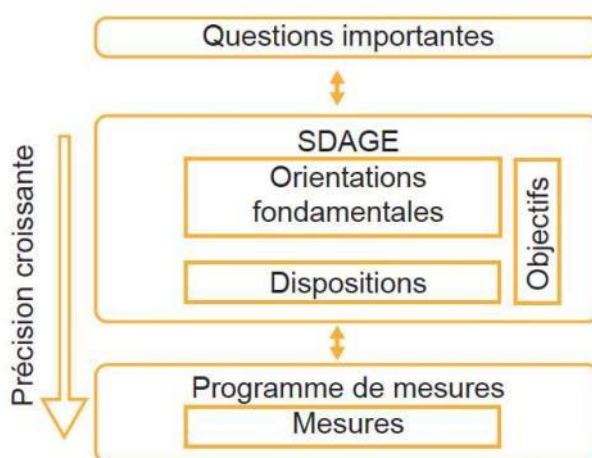 Questions importantes
SDAGE
Orientations
fondamentales
Objectifs
Dispositions
Précision croissante
Programme de mesures
Mesures